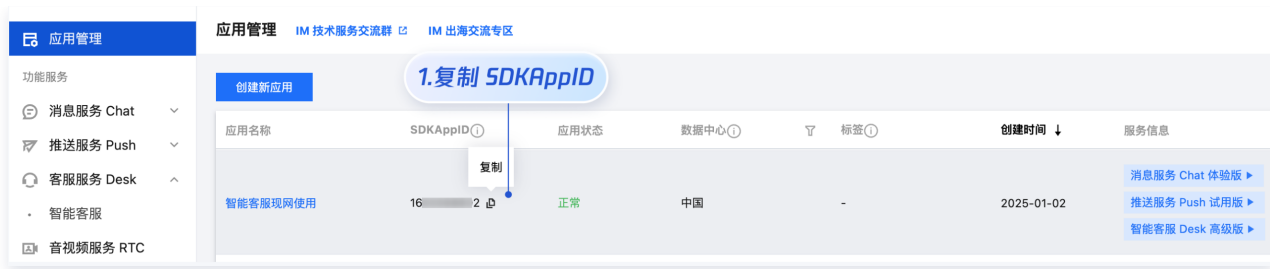 应用管理
功能服务
消息服务 Chat
推送服务 Push
客服服务 Desk
智能客服
音视频服务 RTC
应用管理 IM 技术服务交流群 IM 出海交流专区
创建新应用
1.复制 SDKAppID
应用名称 SDKAppID 应用状态 数据中心 标签 创建时间 ↓ 服务信息
复制
智能客服现网使用 16 2 正常 中国 - 2025-01-02
消息服务 Chat 体验版
推送服务 Push 试用版
智能客服 Desk 高级版